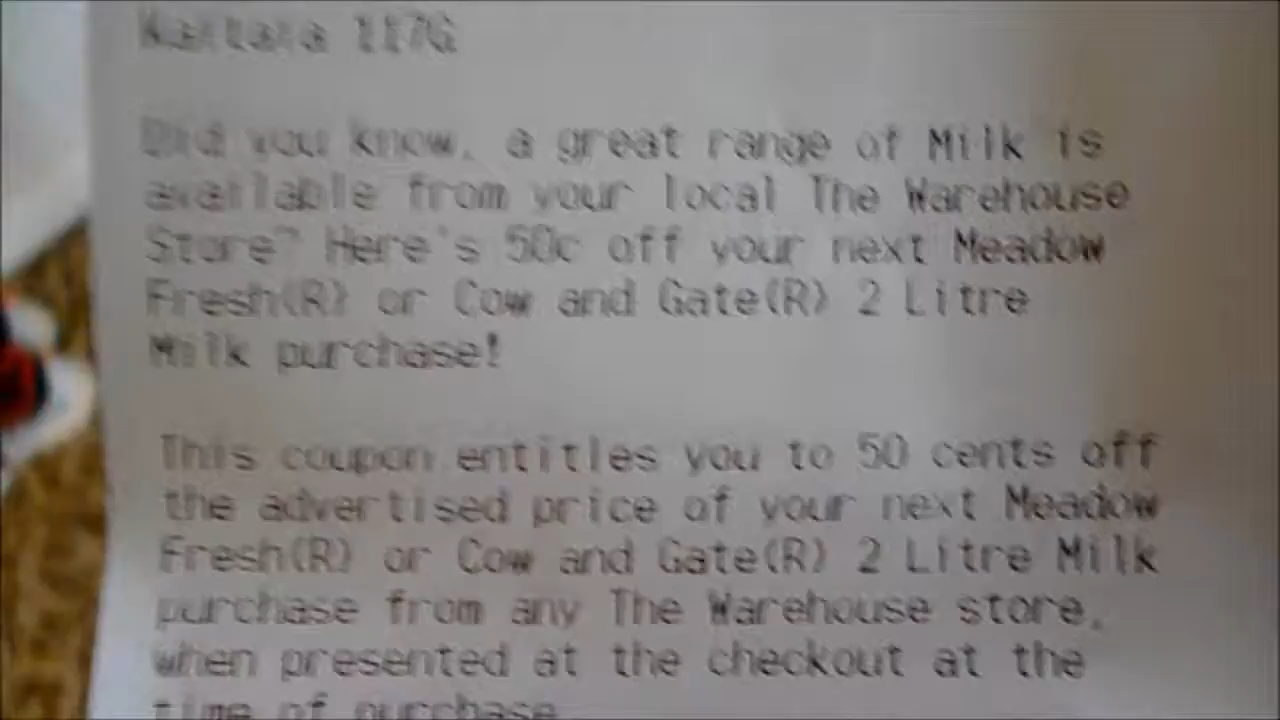 Did you know, a great range of Milk is
available from your local The Warehouse
Store? Here's 50c off your next Meadow
Fresh(R) or Cow and Gate(R) 2 Litre
Milk purchase!
This coupon entitles you to 50 cents off
the advertised price of your next Meadow
Fresh(R) or Cow and Gate(R) 2 Litre Milk
purchase from any The Warehouse store,
when presented at the checkout at the
time of purchase